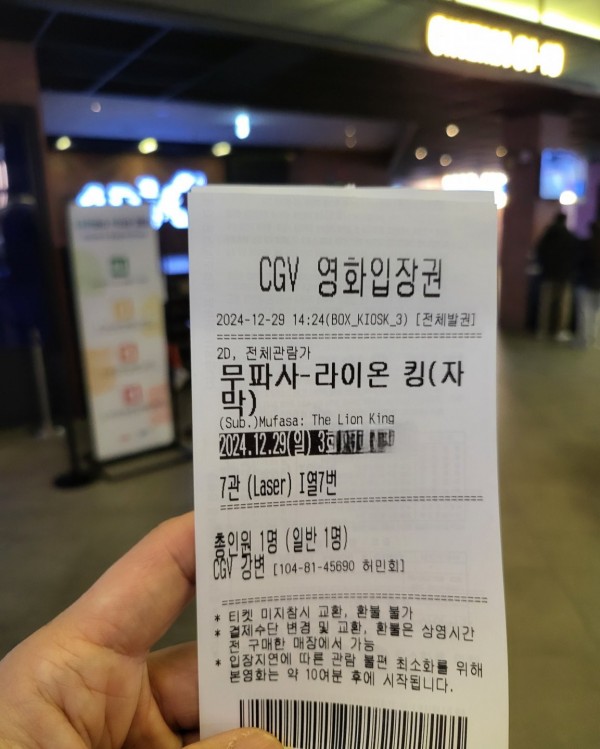 CGV 영화입장권
2024-12-29 14:24(BOX_KIOSK_3) [전체발권]
2D, 전체관람가
무파사-라이온 킹(자
막)
(Sub.)Mufasa: The Lion King
2024.12.29(일) 3회
7관 (Laser) I열7번
총인원 1명 (일반 1명)
CGV 강변 [104-81-45690 허민회]
* 티켓 미지참시 교환, 환불 불가
* 결제수단 변경 및 교환, 환불은 상영시간
전 구매한 매장에서 가능
* 입장지연에 따른 관람 불편 최소화를 위해
본영화는 약 10여분 후에 시작됩니다.